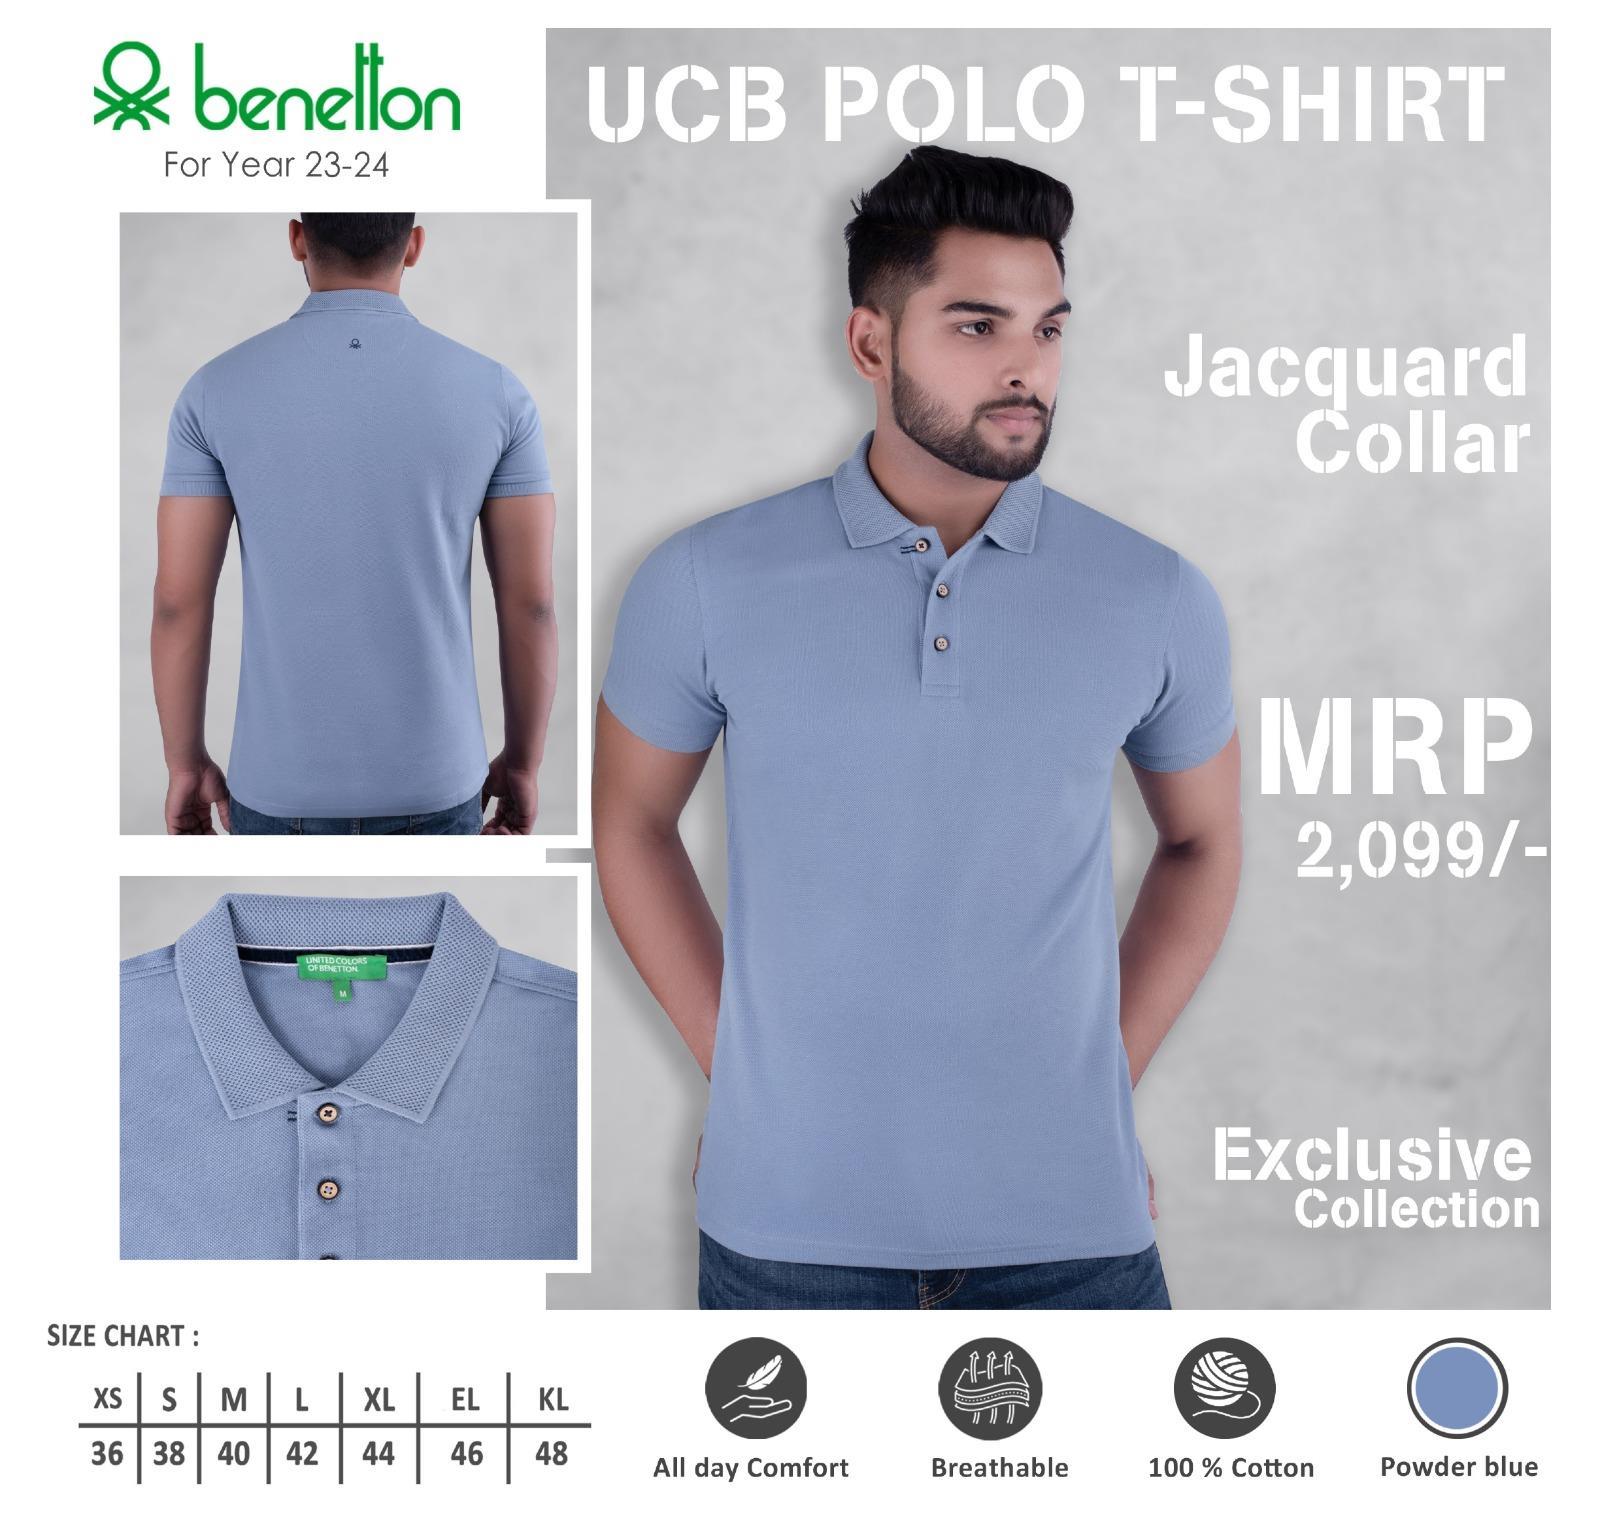 benetton
For Year 23-24
UCB POLO T-SHIRT
Jacquard
Collar
MRP
2,099/-
UNITED COLORS
OF BENETTON.
M
Exclusive
Collection
SIZE CHART :
XS S M L XL EL KL
36 38 40 42 44 46 48
All day Comfort
Breathable
100 % Cotton
Powder blue